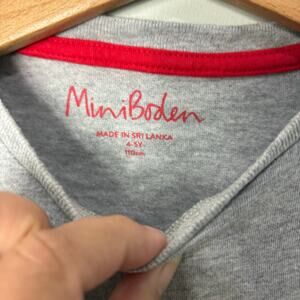 MiniBoden
MADE IN SRI LANKA
4-5Y
110cm